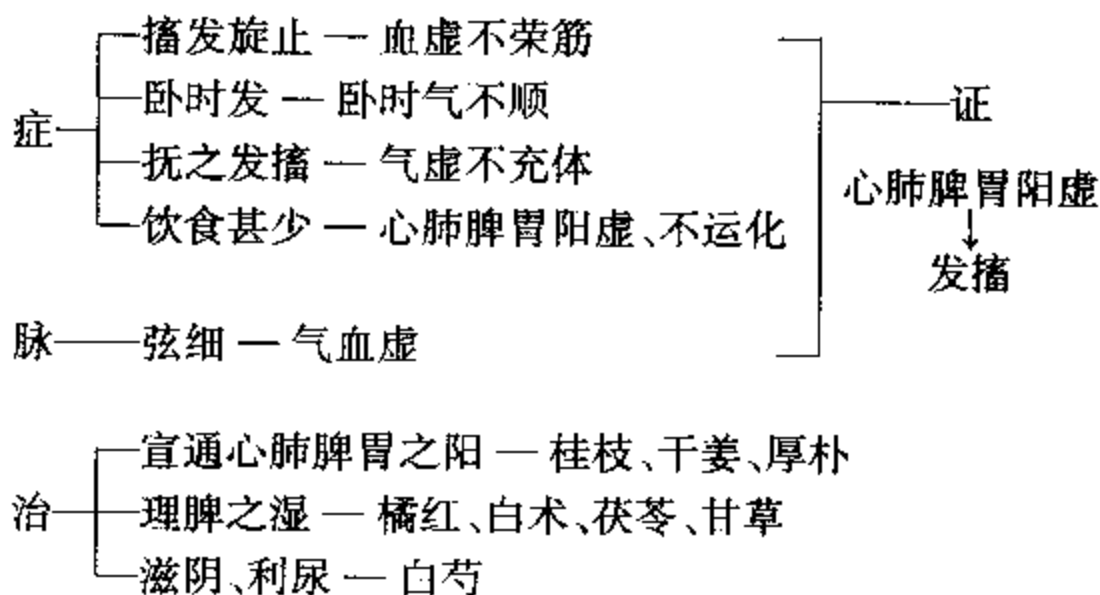 症
搐发旋止 — 血虚不荣筋
卧时发 — 卧时气不顺
抚之发搐 — 气虚不充体
饮食甚少 — 心肺脾胃阳虚、不运化
脉
弦细 — 气血虚
证
心肺脾胃阳虚
↓
发搐
治
宣通心肺脾胃之阳 — 桂枝、干姜、厚朴
理脾之湿 — 橘红、白术、茯苓、甘草
滋阴、利尿 — 白芍